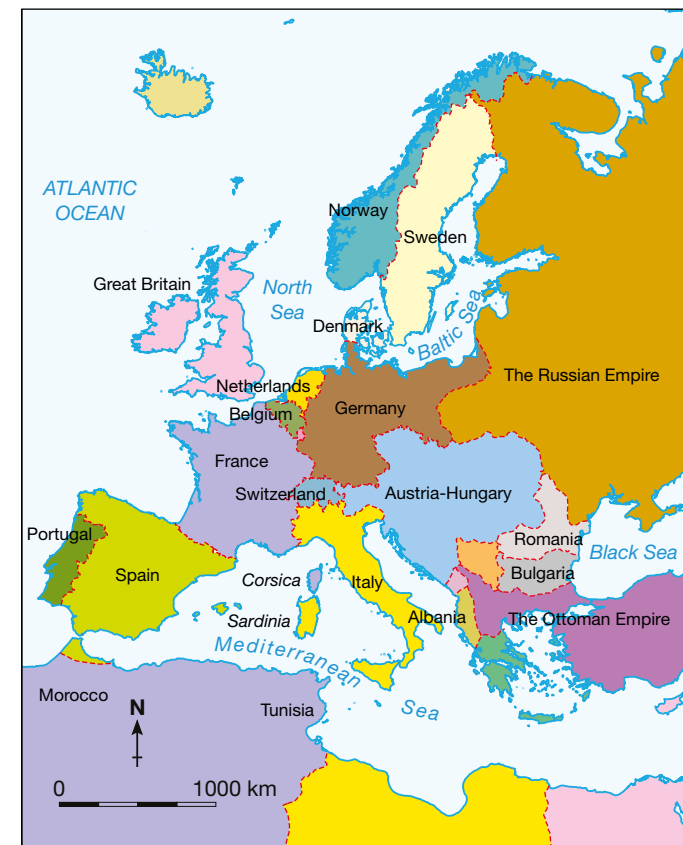 ATLANTIC
OCEAN
Norway
Sweden
Great Britain
North
Sea
Denmark
Baltic Sea
The Russian Empire
Netherlands
Belgium
Germany
France
Switzerland
Austria-Hungary
Portugal
Spain
Romania
Black Sea
Bulgaria
Corsica
Italy
Sardinia
Albania
The Ottoman Empire
Mediterranean
Sea
Morocco
Tunisia
N
0 1000 km